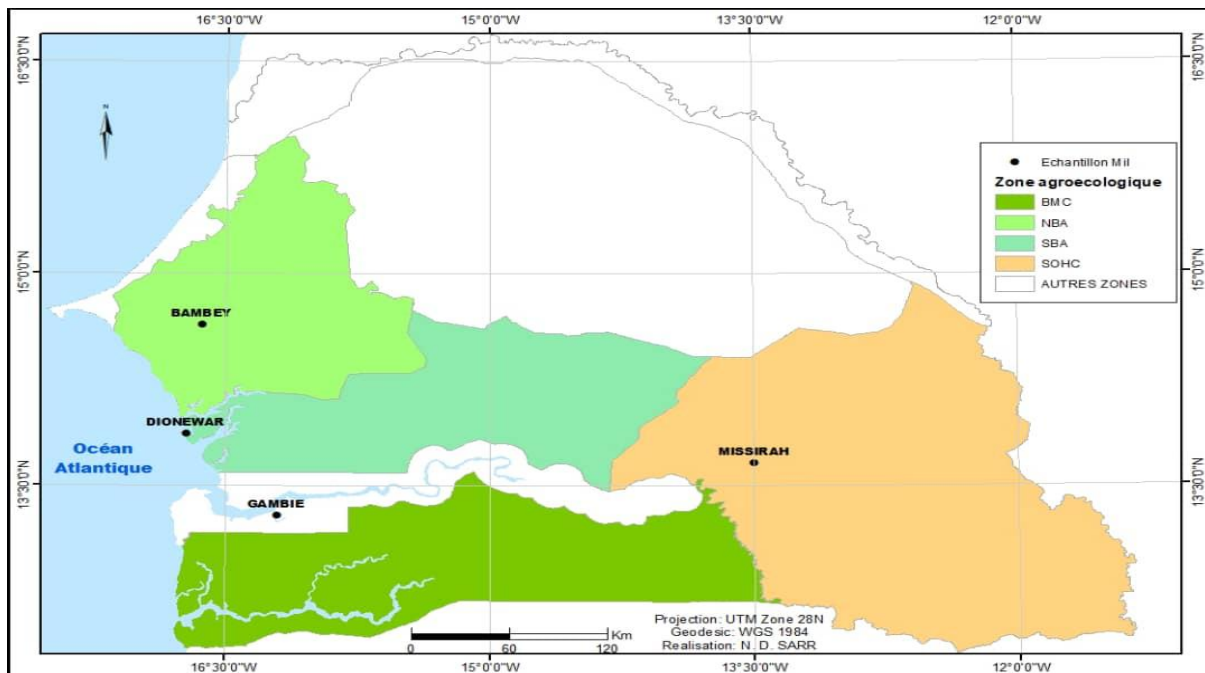 16°30'0"W
15°0'0"W
13°30'0"W
12°0'0"W
16°30'0"N
16°30'0"N
N
Echantillon Mil
Zone agroecologique
BMC
NBA
SBA
SOHC
AUTRES ZONES
15°0'0"N
15°0'0"N
BAMBEY
DIONEWAR
Océan
Atlantique
MISSIRAH
13°30'0"N
13°30'0"N
GAMBIE
Projection: UTM Zone 28N
Geodesic: WGS 1984
Realisation: N. D. SARR
Km
0 60 120
16°30'0"W
15°0'0"W
13°30'0"W
12°0'0"W